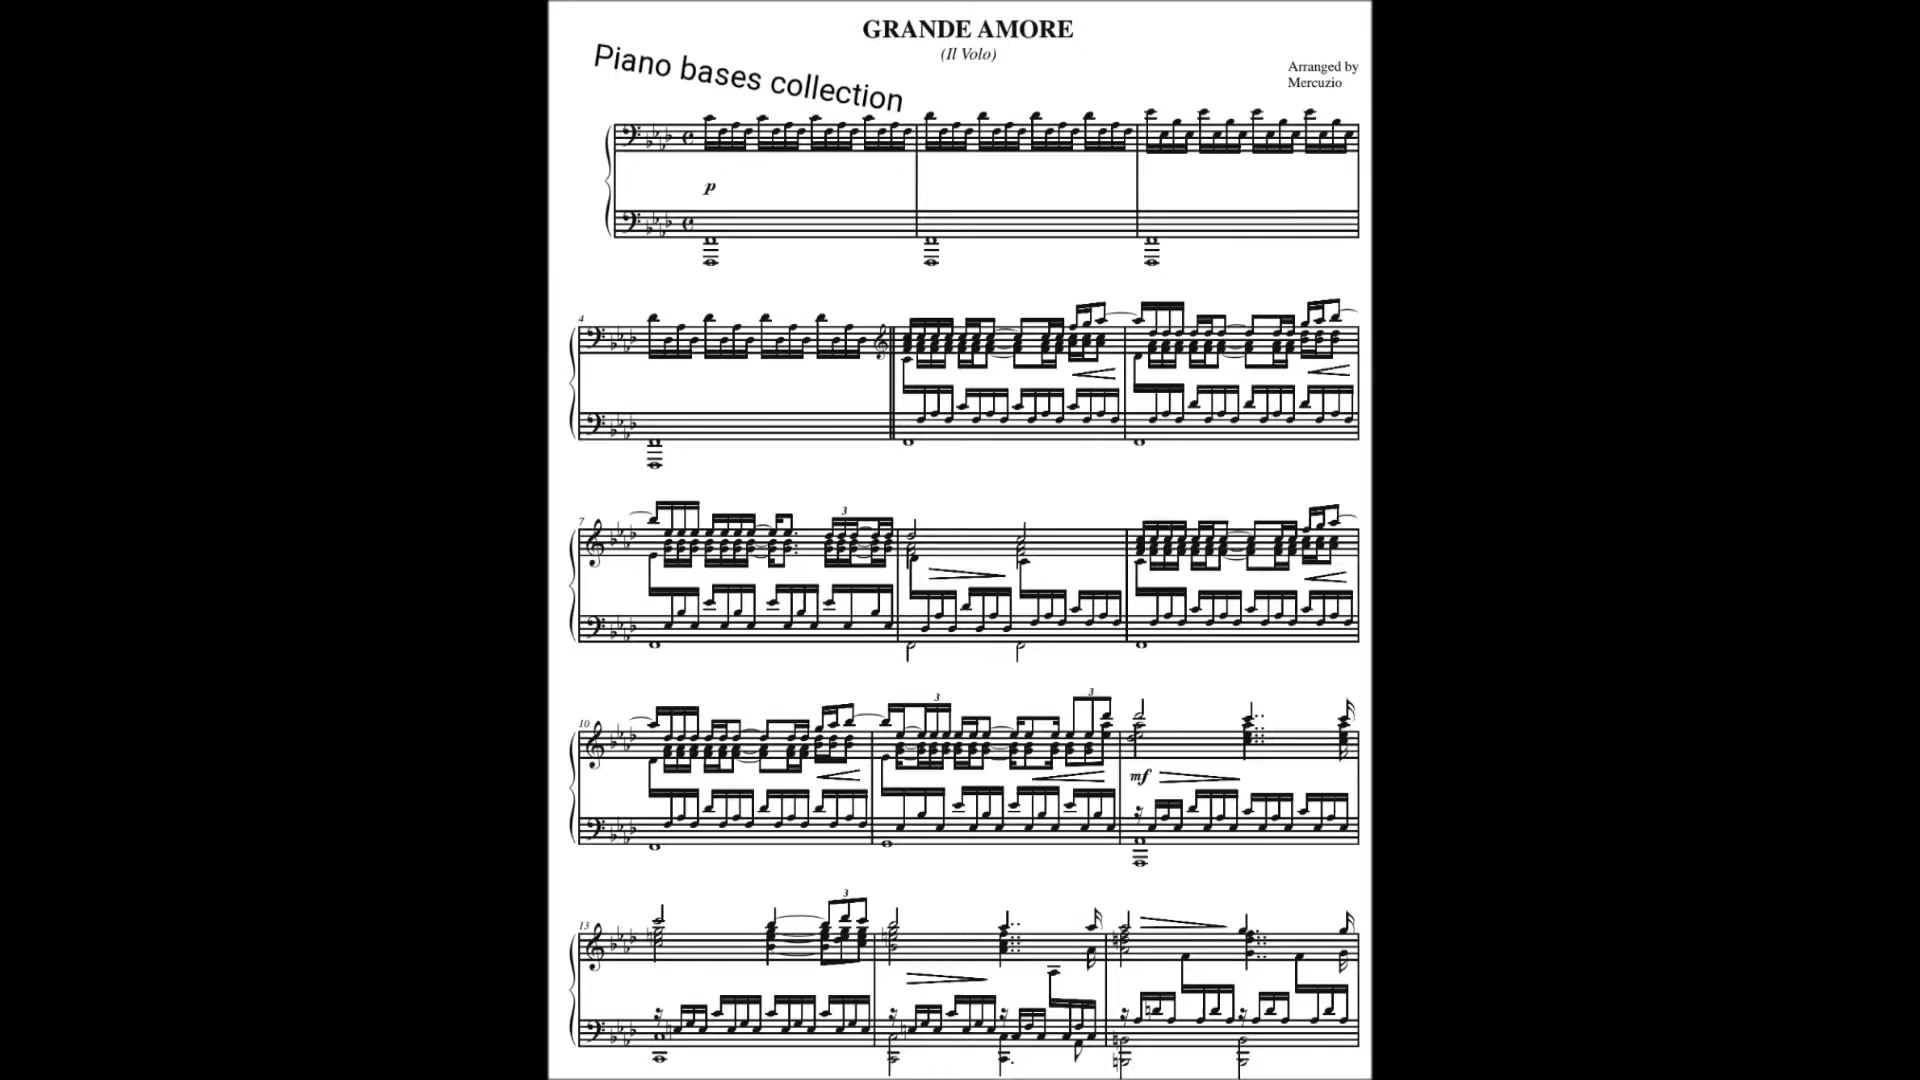 GRANDE AMORE
(Il Volo)
Piano bases collection
Arranged by
Mercuzio
p
4
7
3
10
3
3
mf
13
3